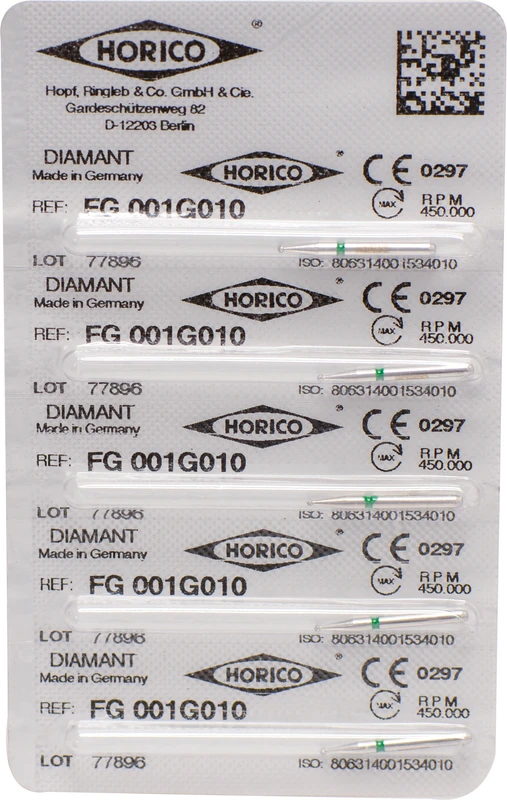 HORICO ®
Hopf, Ringleb & Co. GmbH & Cie.
Gardeschützenweg 82
D-12203 Berlin
DIAMANT HORICO ® CE 0297
Made in Germany MAX RPM
REF: FG 001G010 450.000
LOT 77896 ISO: 806314001534010
DIAMANT HORICO ® CE 0297
Made in Germany MAX RPM
REF: FG 001G010 450.000
LOT 77896 ISO: 806314001534010
DIAMANT HORICO ® CE 0297
Made in Germany MAX RPM
REF: FG 001G010 450.000
LOT 77896 ISO: 806314001534010
DIAMANT HORICO ® CE 0297
Made in Germany MAX RPM
REF: FG 001G010 450.000
LOT 77896 ISO: 806314001534010
DIAMANT HORICO ® CE 0297
Made in Germany MAX RPM
REF: FG 001G010 450.000
LOT 77896 ISO: 806314001534010